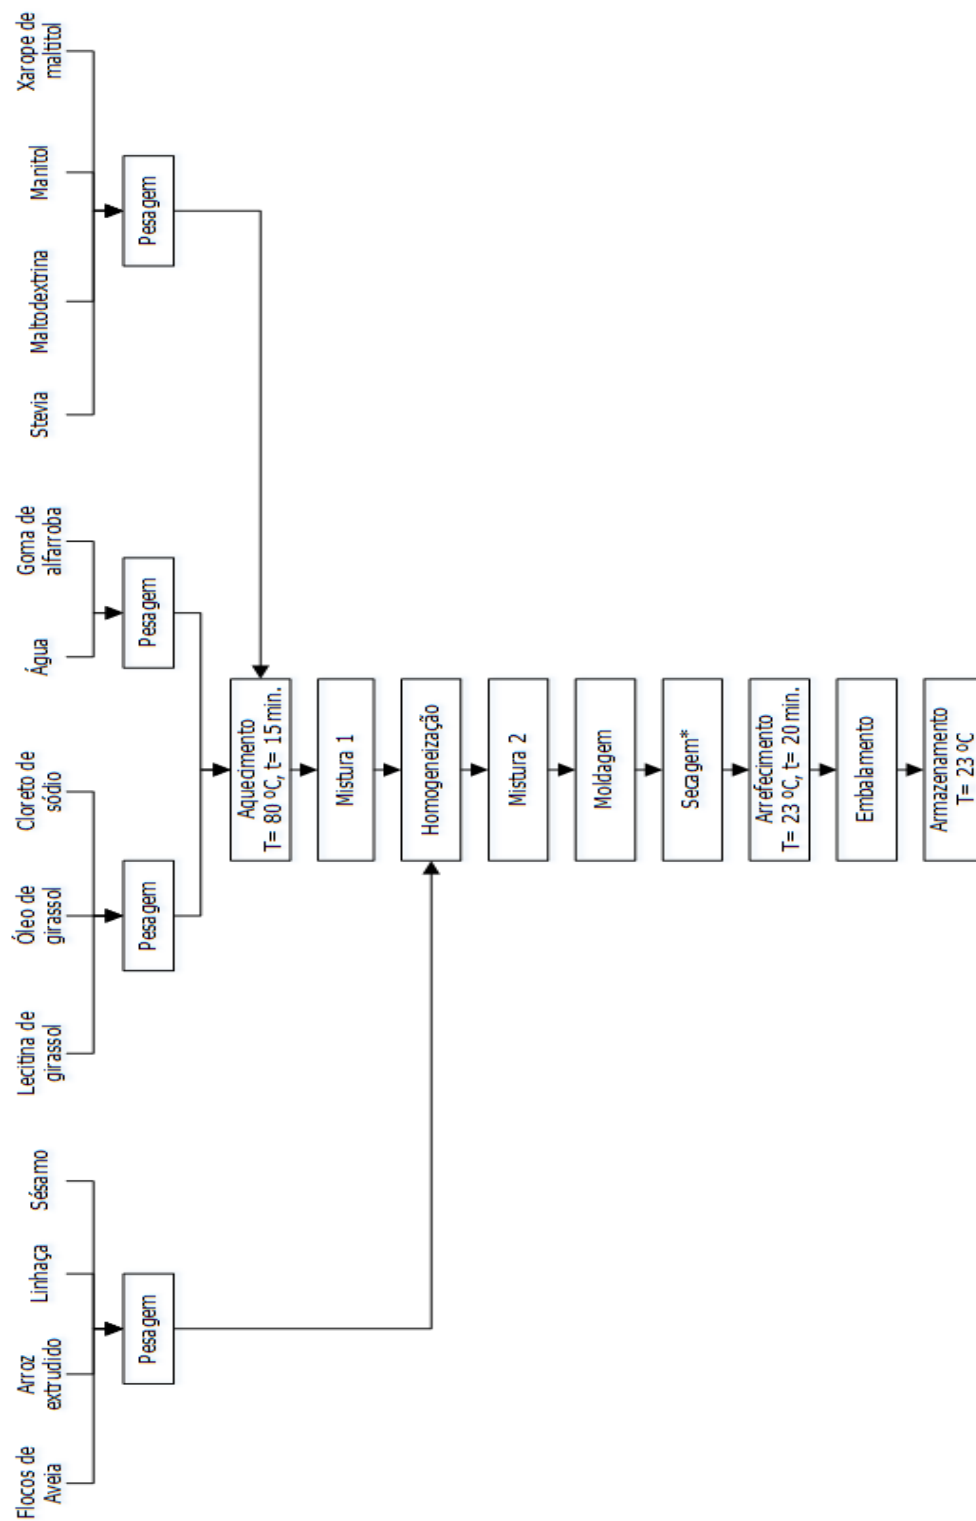 Flocos de
Aveia
Arroz
extrudido
Linhaça
Sésamo
Lecitina de
girassol
Óleo de
girassol
Cloreto de
sódio
Água
Goma de
alfarroba
Stevia
Maltodextrina
Manitol
Xarope de
maltitol
Pesagem
Pesagem
Pesagem
Pesagem
Aquecimento
T= 80 ºC, t= 15 min.
Mistura 1
Homogeneização
Mistura 2
Moldagem
Secagem*
Arrefecimento
T= 23 ºC, t= 20 min.
Embalamento
Armazenamento
T= 23 ºC